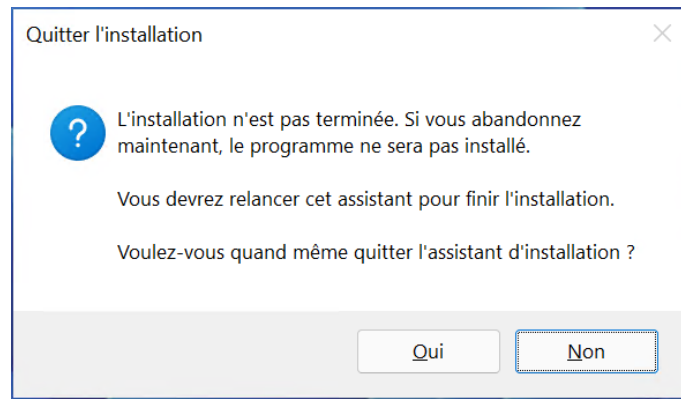 Quitter l'installation
L'installation n'est pas terminée. Si vous abandonnez
maintenant, le programme ne sera pas installé.
Vous devrez relancer cet assistant pour finir l'installation.
Voulez-vous quand même quitter l'assistant d'installation ?
Oui
Non